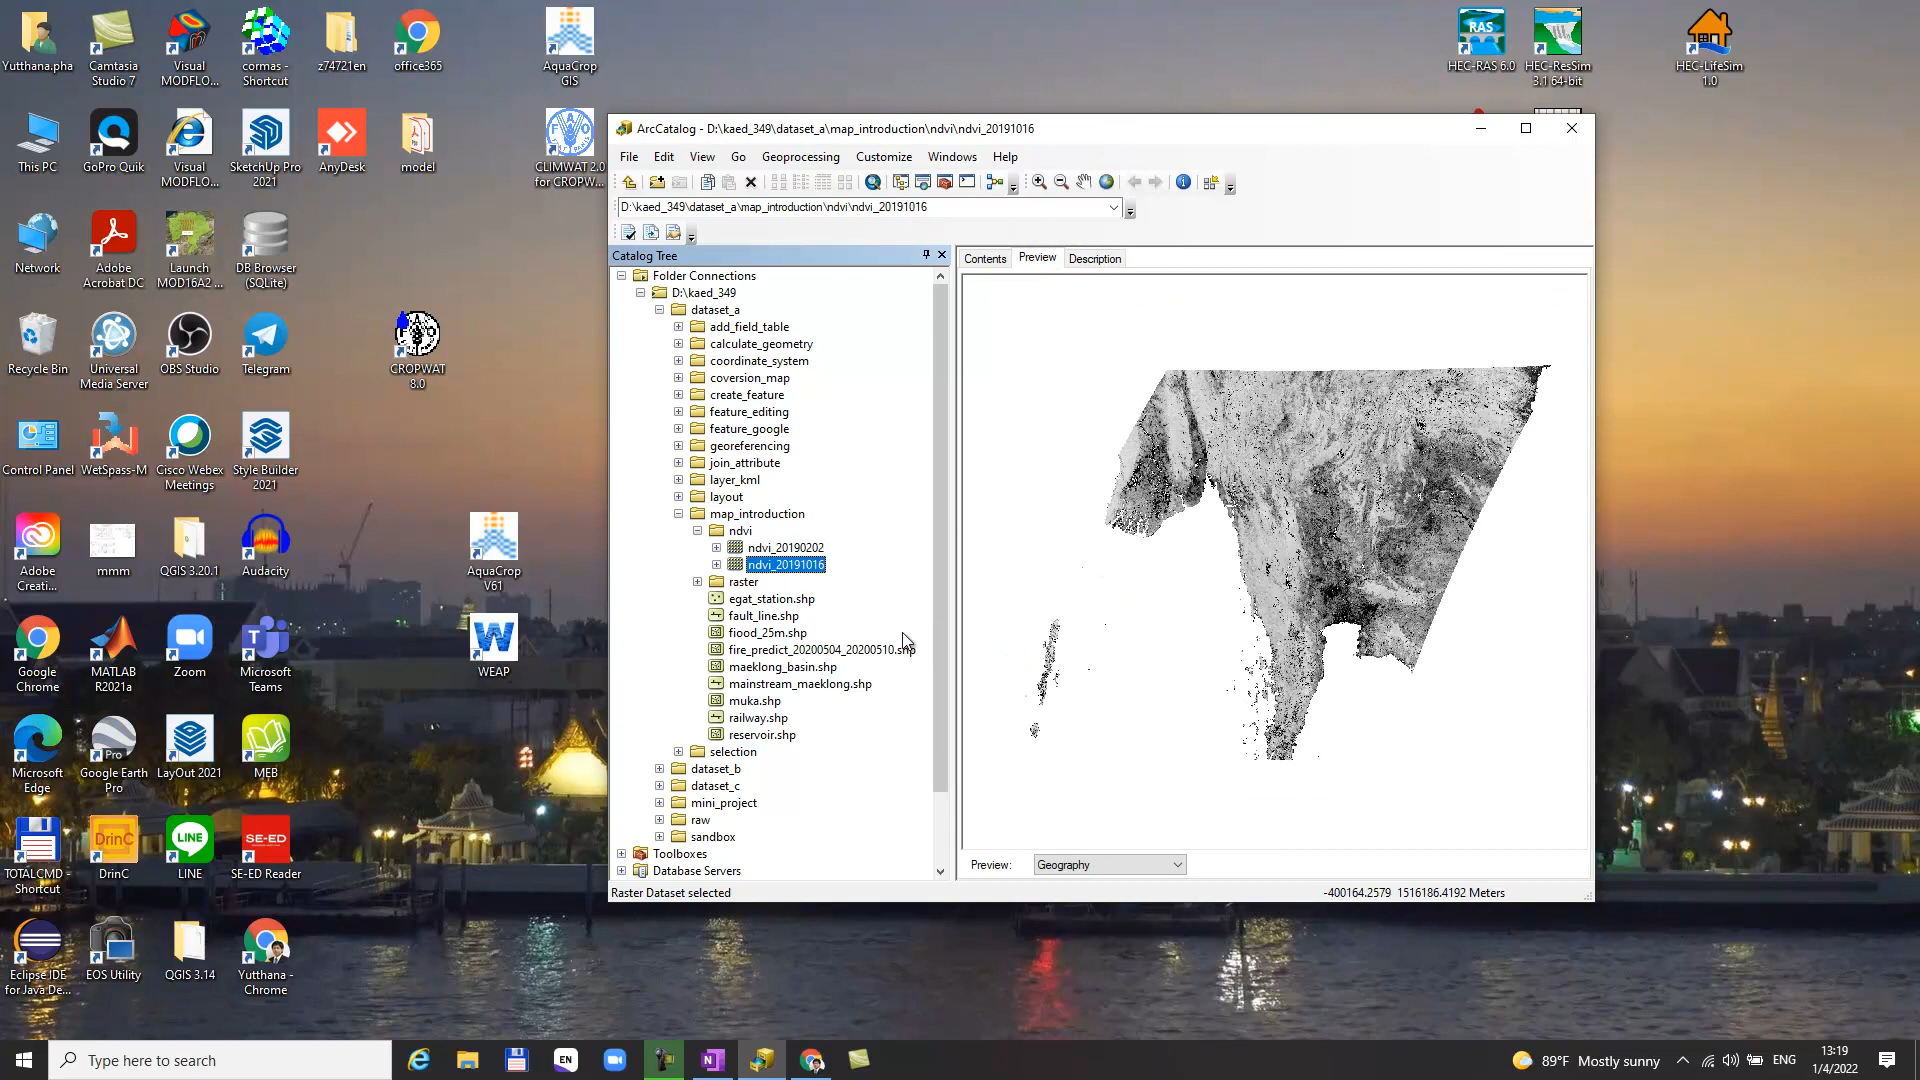 Yutthana.pha
Camtasia
Studio 7
Visual
MODFLO...
cormas -
Shortcut
z74721en
office365
AquaCrop
GIS
HEC-RAS 6.0
HEC-ResSim
3.1 64-bit
HEC-LifeSim
1.0
This PC
GoPro Quik
Visual
MODFLO...
SketchUp Pro
2021
AnyDesk
model
CLIMWAT 2.0
for CROPW...
Network
Adobe
Acrobat DC
Launch
MOD16A2 ...
DB Browser
(SQLite)
Recycle Bin
Universal
Media Server
OBS Studio
Telegram
CROPWAT
8.0
Control Panel
WetSpass-M
Cisco Webex
Meetings
Style Builder
2021
Adobe
Creati...
mmm
QGIS 3.20.1
Audacity
AquaCrop
V61
Google
Chrome
MATLAB
R2021a
Zoom
Microsoft
Teams
WEAP
Microsoft
Edge
Google Earth
Pro
LayOut 2021
MEB
TOTALCMD -
Shortcut
DrinC
LINE
SE-ED Reader
Eclipse IDE
for Java De...
EOS Utility
QGIS 3.14
Yutthana -
Chrome
RAS
Pro
DrinC
LINE
SE-ED
ArcCatalog - D:\kaed_349\dataset_a\map_introduction\ndvi\ndvi_20191016
File Edit View Go Geoprocessing Customize Windows Help
D:\kaed_349\dataset_a\map_introduction\ndvi\ndvi_20191016
Catalog Tree
Folder Connections
D:\kaed_349
dataset_a
add_field_table
calculate_geometry
coordinate_system
coversion_map
create_feature
feature_editing
feature_google
georeferencing
join_attribute
layer_kml
layout
map_introduction
ndvi
ndvi_20190202
ndvi_20191016
raster
egat_station.shp
fault_line.shp
fiood_25m.shp
fire_predict_20200504_20200510.shp
maeklong_basin.shp
mainstream_maeklong.shp
muka.shp
railway.shp
reservoir.shp
selection
dataset_b
dataset_c
mini_project
raw
sandbox
Toolboxes
Database Servers
Contents Preview Description
Preview: Geography
Raster Dataset selected
-400164.2579 1516186.4192 Meters
Type here to search
EN
89°F Mostly sunny
ENG
13:19
1/4/2022